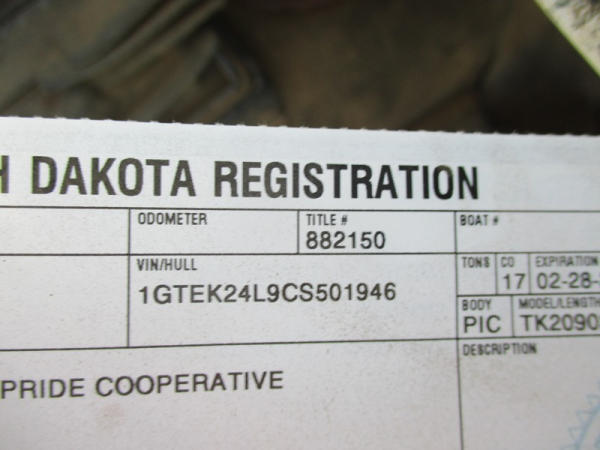 DAKOTA REGISTRATION
ODOMETER TITLE # BOAT #
882150
VIN/HULL TONS CO EXPIRATION
1GTEK24L9CS501946 17 02-28-
BODY MODEL/LENGTH
PIC TK2090
DESCRIPTION
PRIDE COOPERATIVE